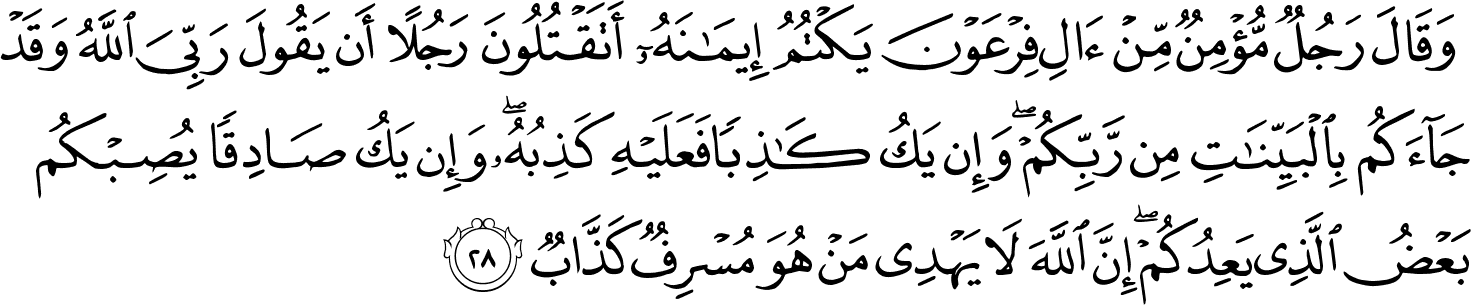 وَقَالَ رَجُلٌ مُّؤْمِنٌ مِّنْ ءَالِ فِرْعَوْنَ يَكْتُمُ إِيمَـٰنَهُۥٓ أَتَقْتُلُونَ رَجُلًا أَن يَقُولَ رَبِّىَ ٱللَّهُ وَقَدْ
جَآءَكُم بِٱلْبَيِّنَـٰتِ مِن رَّبِّكُمْ ۖ وَإِن يَكُ كَـٰذِبًا فَعَلَيْهِ كَذِبُهُۥ ۖ وَإِن يَكُ صَادِقًا يُصِبْكُم
بَعْضُ ٱلَّذِى يَعِدُكُمْ ۖ إِنَّ ٱللَّهَ لَا يَهْدِى مَنْ هُوَ مُسْرِفٌ كَذَّابٌ ٢٨